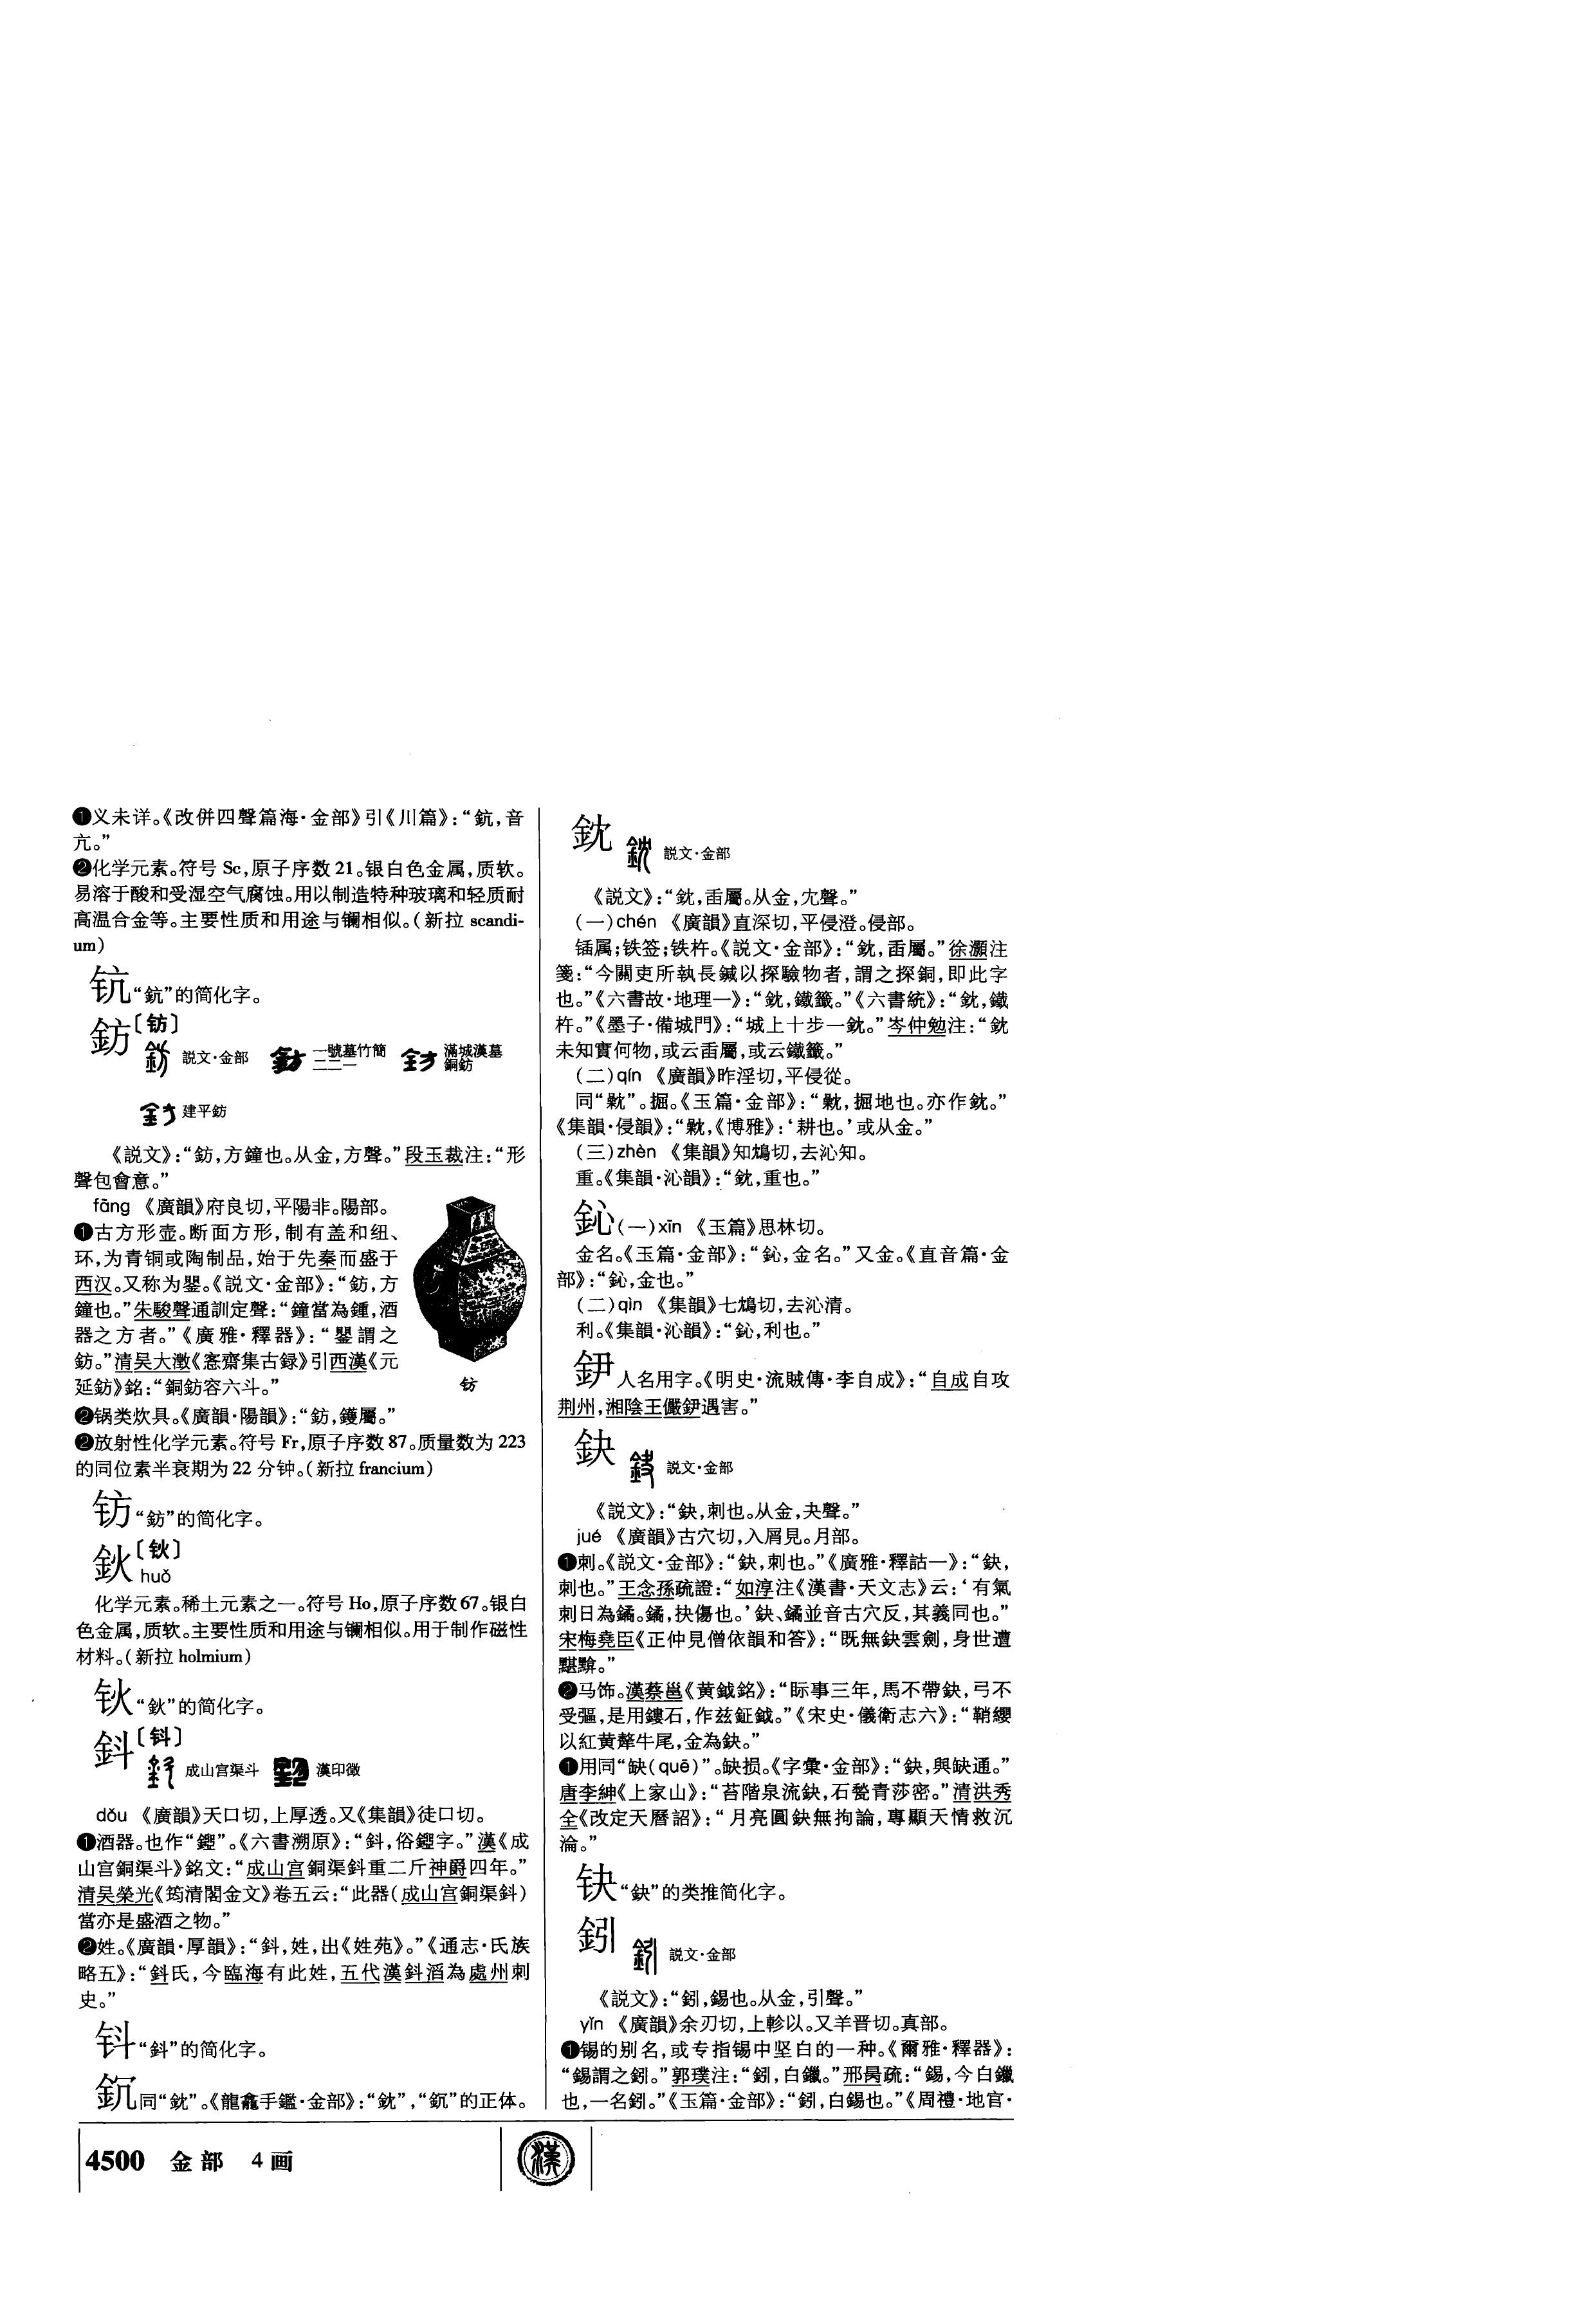 ❶义未详。《改併四聲篇海·金部》引《川篇》:“鈧,音
亢。”
❷化学元素。符号 Sc,原子序数 21。银白色金属,质软。
易溶于酸和受湿空气腐蚀。用以制造特种玻璃和轻质耐
高温合金等。主要性质和用途与镧相似。(新拉 scandi-
um)
钪“鈧”的简化字。
鈁〔钫〕
説文·金部 一號墓竹簡二二一 滿城漢墓銅鈁
建平鈁
《説文》:“鈁,方鐘也。从金,方聲。”段玉裁注:“形
聲包會意。”
fāng 《廣韻》府良切,平陽非。陽部。
❶古方形壶。断面方形,制有盖和纽、
环,为青铜或陶制品,始于先秦而盛于
西汉。又称为鋞。《説文·金部》:“鈁,方
鐘也。”朱駿聲通訓定聲:“鐘當為鍾,酒
器之方者。”《廣雅·釋器》:“鋞謂之
鈁。”清吴大澂《愙齋集古録》引西漢《元
延鈁》銘:“銅鈁容六斗。”
钫
❷锅类炊具。《廣韻·陽韻》:“鈁,鑊屬。”
❷放射性化学元素。符号 Fr,原子序数 87。质量数为 223
的同位素半衰期为 22 分钟。(新拉 francium)
钫“鈁”的简化字。
鈥〔钬〕
huǒ
化学元素。稀土元素之一。符号 Ho,原子序数 67。银白
色金属,质软。主要性质和用途与镧相似。用于制作磁性
材料。(新拉 holmium)
钬“鈥”的简化字。
鈄〔钭〕
成山宫渠斗 漢印徵
dǒu 《廣韻》天口切,上厚透。又《集韻》徒口切。
❶酒器。也作“鋀”。《六書溯原》:“鈄,俗鋀字。”漢《成
山宫銅渠斗》銘文:“成山宫銅渠鈄重二斤神爵四年。”
清吴榮光《筠清閣金文》卷五云:“此器(成山宫銅渠鈄)
當亦是盛酒之物。”
❷姓。《廣韻·厚韻》:“鈄,姓,出《姓苑》。”《通志·氏族
略五》:“鈄氏,今臨海有此姓,五代漢鈄滔為處州刺
史。”
钭“鈄”的简化字。
同“鈂”。《龍龕手鑑·金部》:“鈂”,“”的正体。
鈂 説文·金部
《説文》:“鈂,臿屬。从金,冘聲。”
(一)chén 《廣韻》直深切,平侵澄。侵部。
锸属;铁签;铁杵。《説文·金部》:“鈂,臿屬。”徐灝注
箋:“今關吏所執長鍼以探驗物者,謂之探銅,即此字
也。”《六書故·地理一》:“鈂,鐵籤。”《六書統》:“鈂,鐵
杵。”《墨子·備城門》:“城上十步一鈂。”岑仲勉注:“鈂
未知實何物,或云臿屬,或云鐵籤。”
(二)qín 《廣韻》昨淫切,平侵從。
同“㪁”。掘。《玉篇·金部》:“,掘地也。亦作鈂。”
《集韻·侵韻》:“,《博雅》:‘耕也。’或从金。”
(三)zhèn 《集韻》知鴆切,去沁知。
重。《集韻·沁韻》:“鈂,重也。”
鈊(一)xīn 《玉篇》思林切。
金名。《玉篇·金部》:“鈊,金名。”又金。《直音篇·金
部》:“鈊,金也。”
(二)qìn 《集韻》七鴆切,去沁清。
利。《集韻·沁韻》:“鈊,利也。”
鈝人名用字。《明史·流賊傳·李自成》:“自成自攻
荆州,湘陰王儼鈝遇害。”
鈌 説文·金部
《説文》:“鈌,刺也。从金,夬聲。”
jué 《廣韻》古穴切,入屑見。月部。
❶刺。《説文·金部》:“鈌,刺也。”《廣雅·釋詁一》:“鈌,
刺也。”王念孫疏證:“如淳注《漢書·天文志》云:‘有氣
刺日為鐍。鐍,抉傷也。’鈌、鐍並音古穴反,其義同也。”
宋梅堯臣《正仲見僧依韻和答》:“既無鈌雲劍,身世遭
黮黭。”
❷马饰。漢蔡邕《黄鉞銘》:“眎事三年,馬不帶鈌,弓不
受彄,是用鏤石,作兹鉦鉞。”《宋史·儀衛志六》:“鞘纓
以紅黄犛牛尾,金為鈌。”
❶用同“缺(quē)”。缺损。《字彙·金部》:“鈌,與缺通。”
唐李紳《上家山》:“苔階泉流鈌,石甃青莎密。”清洪秀
全《改定天曆詔》:“月亮圓鈌無拘論,專顯天情救沉
淪。”
“鈌”的类推简化字。
鈏 説文·金部
《説文》:“鈏,錫也。从金,引聲。”
yǐn 《廣韻》余刃切,上軫以。又羊晋切。真部。
❶锡的别名,或专指锡中坚白的一种。《爾雅·釋器》:
“錫謂之鈏。”郭璞注:“鈏,白鑞。”邢昺疏:“錫,今白鑞
也,一名鈏。”《玉篇·金部》:“鈏,白錫也。”《周禮·地官·
4500 金部 4画
漢